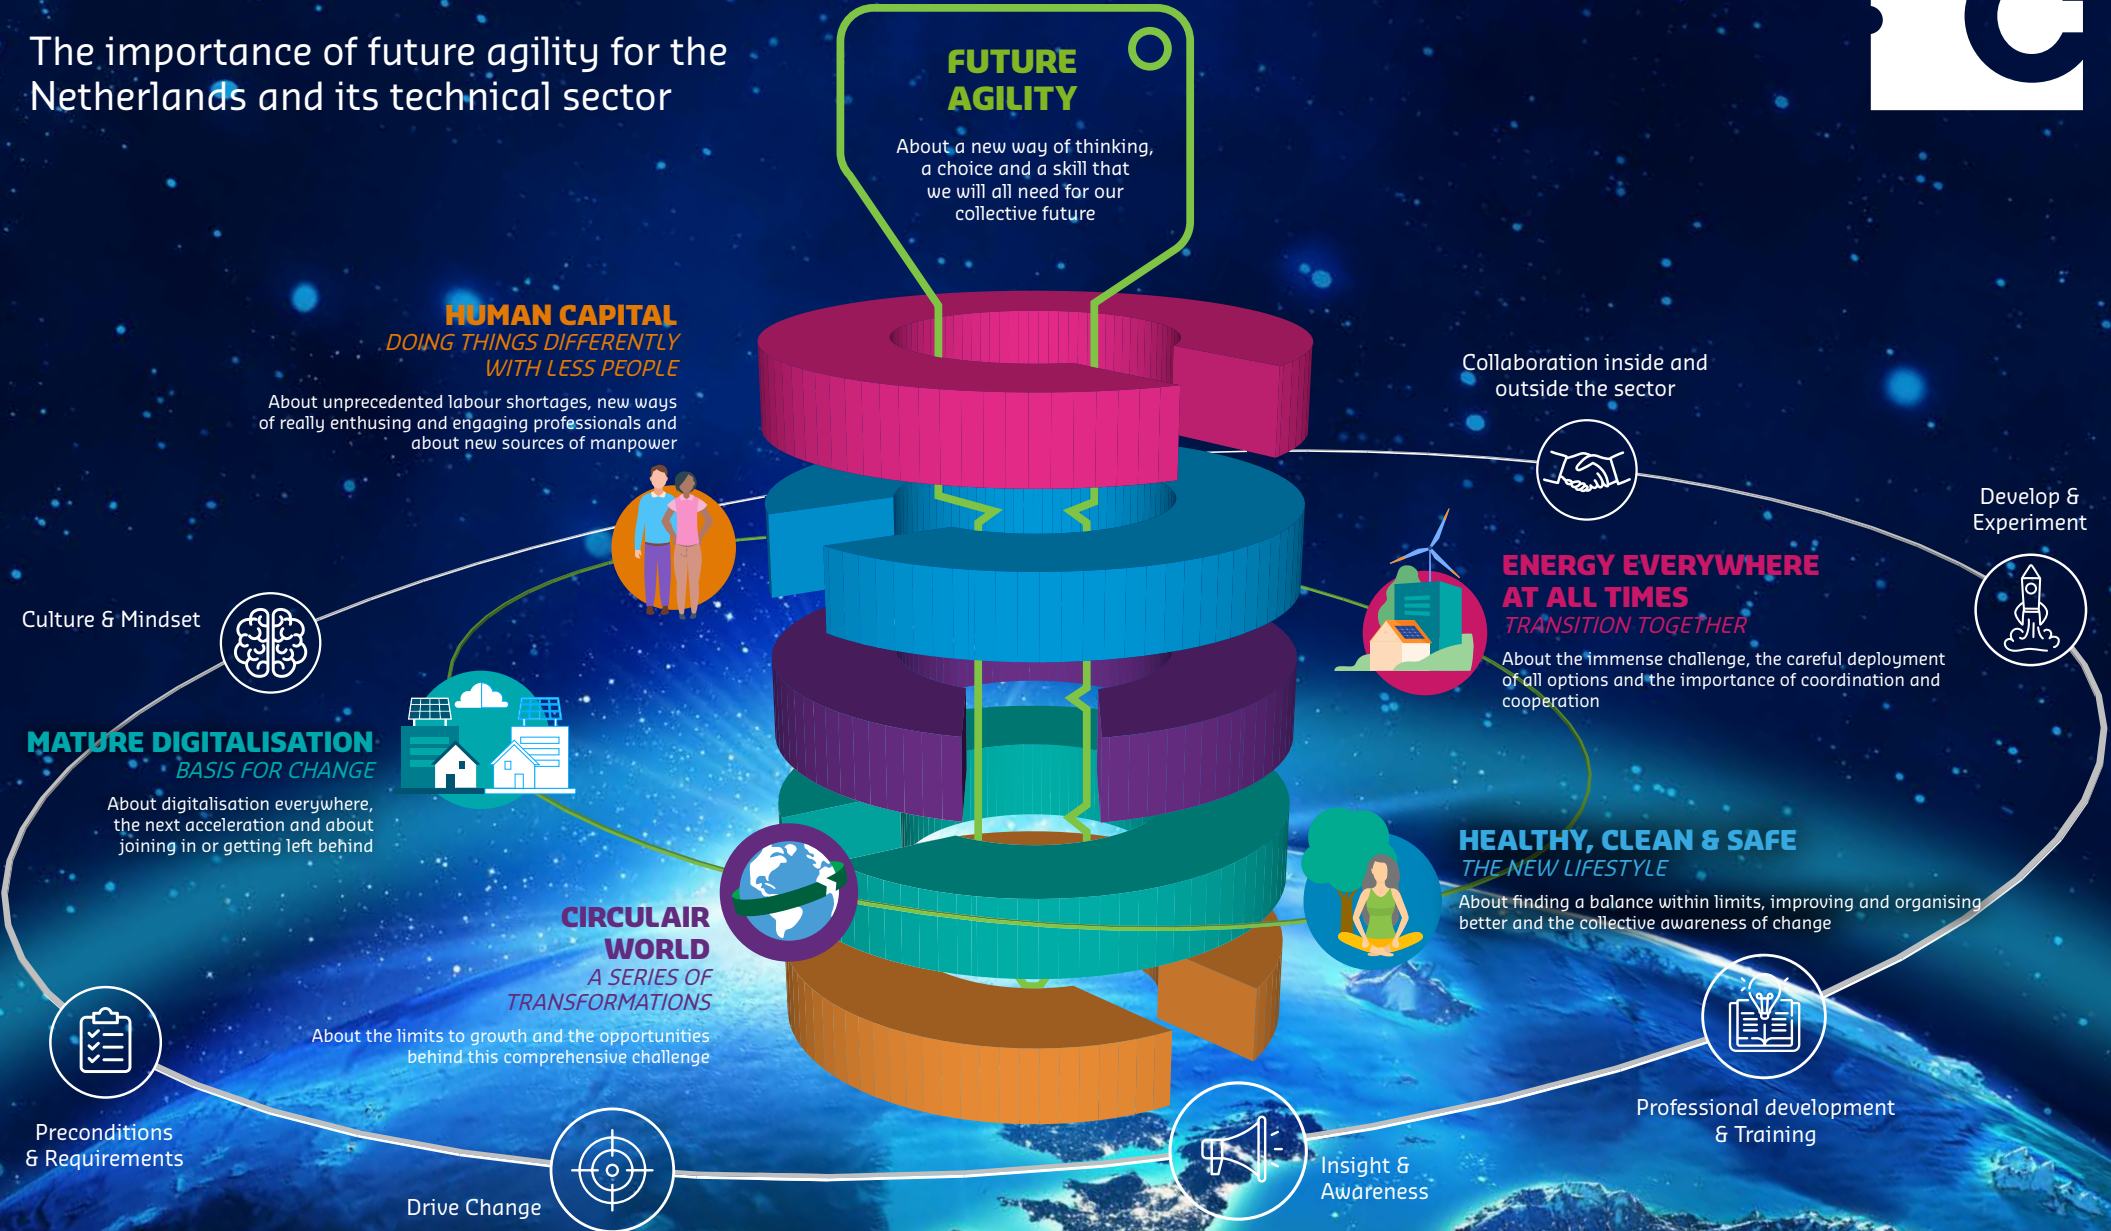 The importance of future agility for the
Netherlands and its technical sector
FUTURE
AGILITY
About a new way of thinking,
a choice and a skill that
we will all need for our
collective future
HUMAN CAPITAL
DOING THINGS DIFFERENTLY
WITH LESS PEOPLE
About unprecedented labour shortages, new ways
of really enthusing and engaging professionals and
about new sources of manpower
Collaboration inside and
outside the sector
Develop &
Experiment
ENERGY EVERYWHERE
AT ALL TIMES
TRANSITION TOGETHER
About the immense challenge, the careful deployment
of all options and the importance of coordination and
cooperation
Culture & Mindset
MATURE DIGITALISATION
BASIS FOR CHANGE
About digitalisation everywhere,
the next acceleration and about
joining in or getting left behind
HEALTHY, CLEAN & SAFE
THE NEW LIFESTYLE
About finding a balance within limits, improving and organising
better and the collective awareness of change
CIRCULAIR
WORLD
A SERIES OF
TRANSFORMATIONS
About the limits to growth and the opportunities
behind this comprehensive challenge
Preconditions
& Requirements
Drive Change
Insight &
Awareness
Professional development
& Training